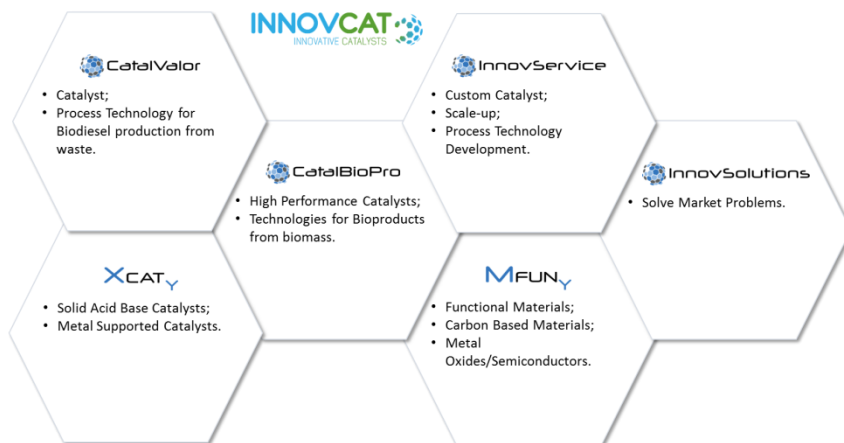 INNOVCAT
INNOVATIVE CATALYSTS
CatalValor
• Catalyst;
• Process Technology for
Biodiesel production from
waste.
InnovService
• Custom Catalyst;
• Scale-up;
• Process Technology
Development.
CatalBioPro
• High Performance Catalysts;
• Technologies for Bioproducts
from biomass.
InnovSolutions
• Solve Market Problems.
XCATY
• Solid Acid Base Catalysts;
• Metal Supported Catalysts.
MFUNY
• Functional Materials;
• Carbon Based Materials;
• Metal
Oxides/Semiconductors.